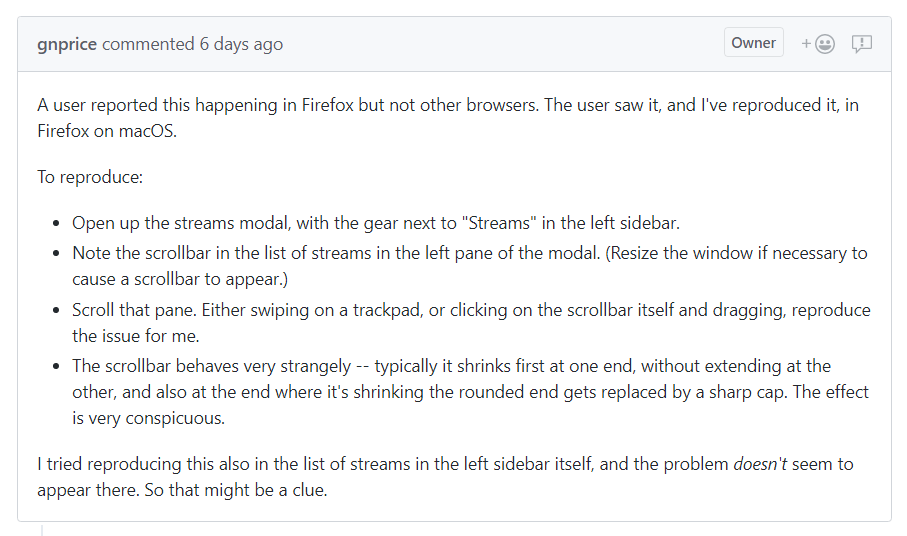 gnprice commented 6 days ago
Owner
A user reported this happening in Firefox but not other browsers. The user saw it, and I've reproduced it, in
Firefox on macOS.
To reproduce:
• Open up the streams modal, with the gear next to "Streams" in the left sidebar.
• Note the scrollbar in the list of streams in the left pane of the modal. (Resize the window if necessary to
cause a scrollbar to appear.)
• Scroll that pane. Either swiping on a trackpad, or clicking on the scrollbar itself and dragging, reproduce
the issue for me.
• The scrollbar behaves very strangely -- typically it shrinks first at one end, without extending at the
other, and also at the end where it's shrinking the rounded end gets replaced by a sharp cap. The effect
is very conspicuous.
I tried reproducing this also in the list of streams in the left sidebar itself, and the problem doesn't seem to
appear there. So that might be a clue.